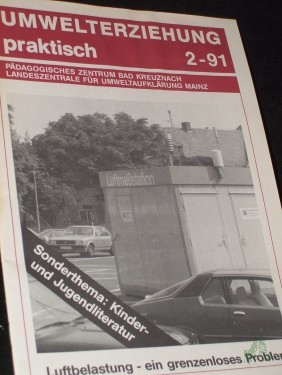 UMWELTERZIEHUNG
praktisch 2-91
PÄDAGOGISCHES ZENTRUM BAD KREUZNACH
LANDESZENTRALE FÜR UMWELTAUFKLÄRUNG MAINZ
Luftmeßstation
Sonderthema: Kinder-
und Jugendliteratur
Luftbelastung - ein grenzenloses Problem